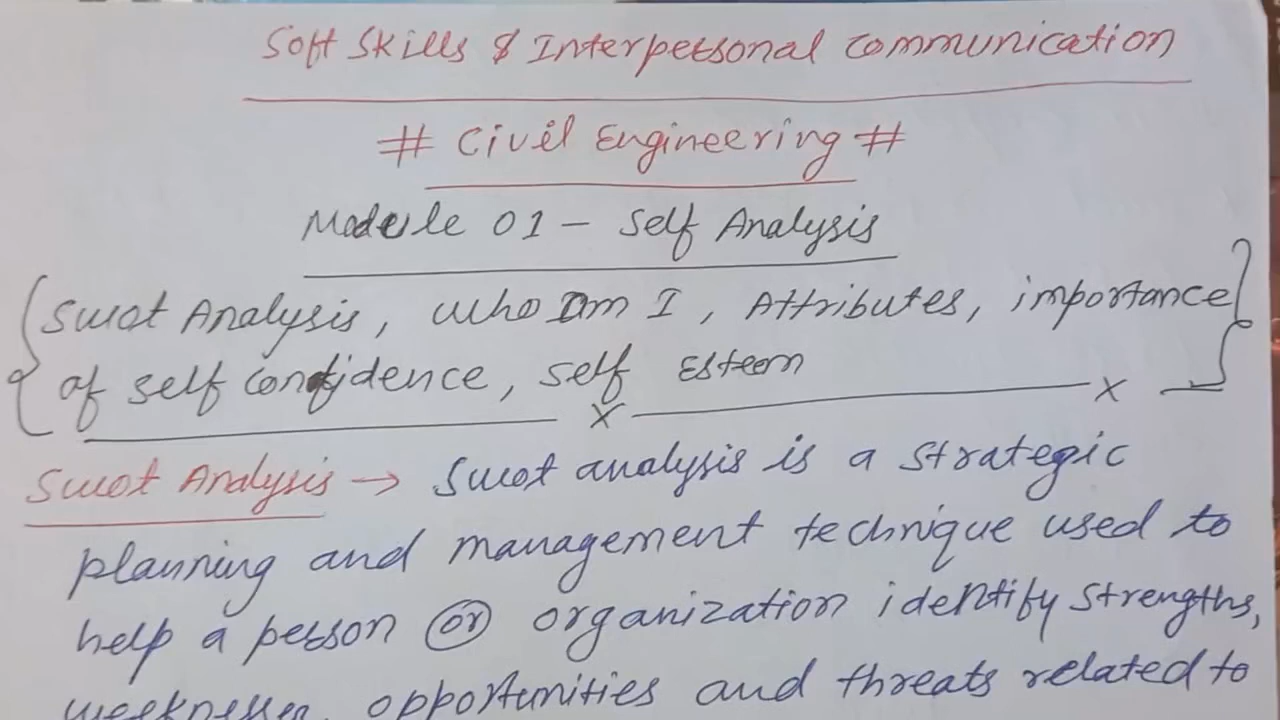 Soft Skills & Interpersonal Communication
# Civil Engineering #
Module 01 - Self Analysis
Swot Analysis, Who Am I, Attributes, importance
of self confidence, self Esteem
Swot Analysis → Swot analysis is a strategic
planning and management technique used to
help a person or organization identify strengths,
weaknesses, opportunities and threats related to